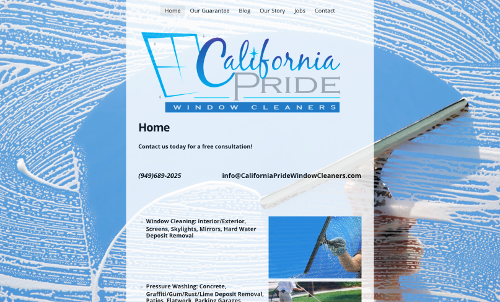 Home Our Guarantee Blog Our Story Jobs Contact
California
PRIDE
WINDOW CLEANERS
Home
Contact us today for a free consultation!
(949)689-2025 info@CaliforniaPrideWindowCleaners.com
Window Cleaning: Interior/Exterior,
Screens, Skylights, Mirrors, Hard Water
Deposit Removal
Pressure Washing: Concrete,
Graffiti/Gum/Rust/Lime Deposit Removal,
Patios, Flatwork, Parking Garages